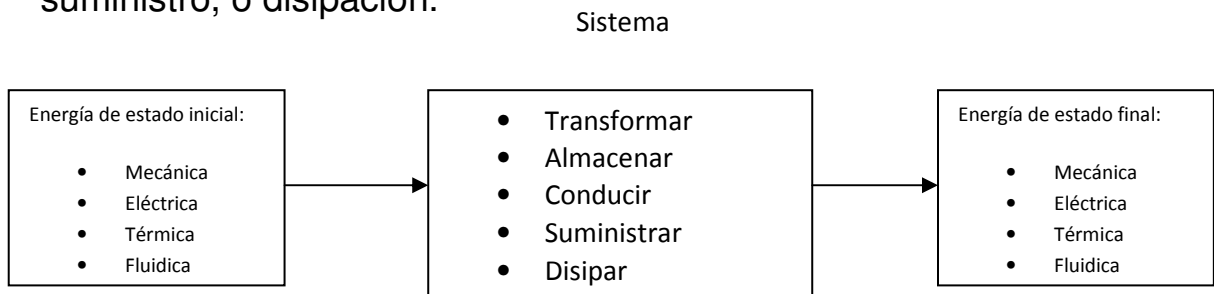 suministro, o disipación.
Sistema
Energía de estado inicial:
• Mecánica
• Eléctrica
• Térmica
• Fluidica
• Transformar
• Almacenar
• Conducir
• Suministrar
• Disipar
Energía de estado final:
• Mecánica
• Eléctrica
• Térmica
• Fluidica